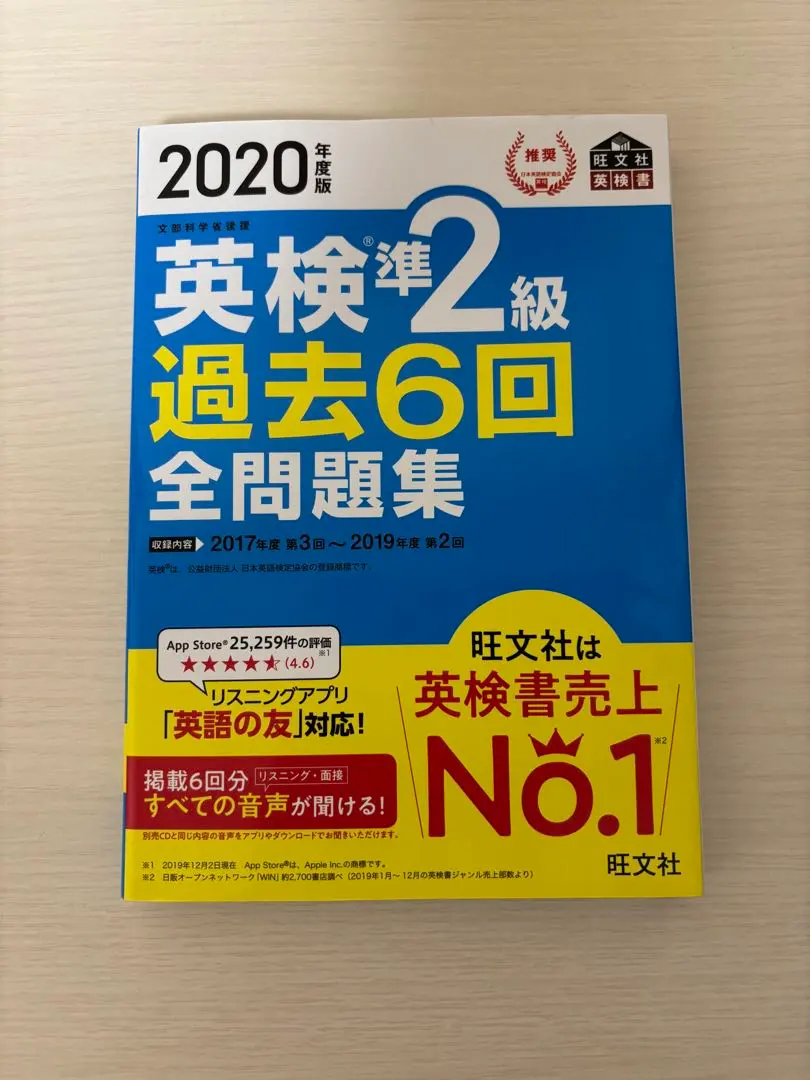 2020年度版
推奨
日本英語検定協会
旺文社
英検書
文部科学省後援
英検®準2級
過去6回
全問題集
収録内容 2017年度 第3回～2019年度 第2回
英検®は、公益財団法人 日本英語検定協会の登録商標です。
App Store® 25,259件の評価
★★★★★(4.6)※1
リスニングアプリ
「英語の友」対応!
掲載6回分 リスニング・面接
すべての音声が聞ける!
別売CDと同じ内容の音声をアプリやダウンロードでお聞きいただけます。
旺文社は
英検書売上
No.1※2
※1 2019年12月2日現在 App Store®は、Apple Inc.の商標です。
※2 日販オープンネットワーク「WIN」約2,700書店調べ（2019年1月～12月の英検書ジャンル売上部数より）
旺文社